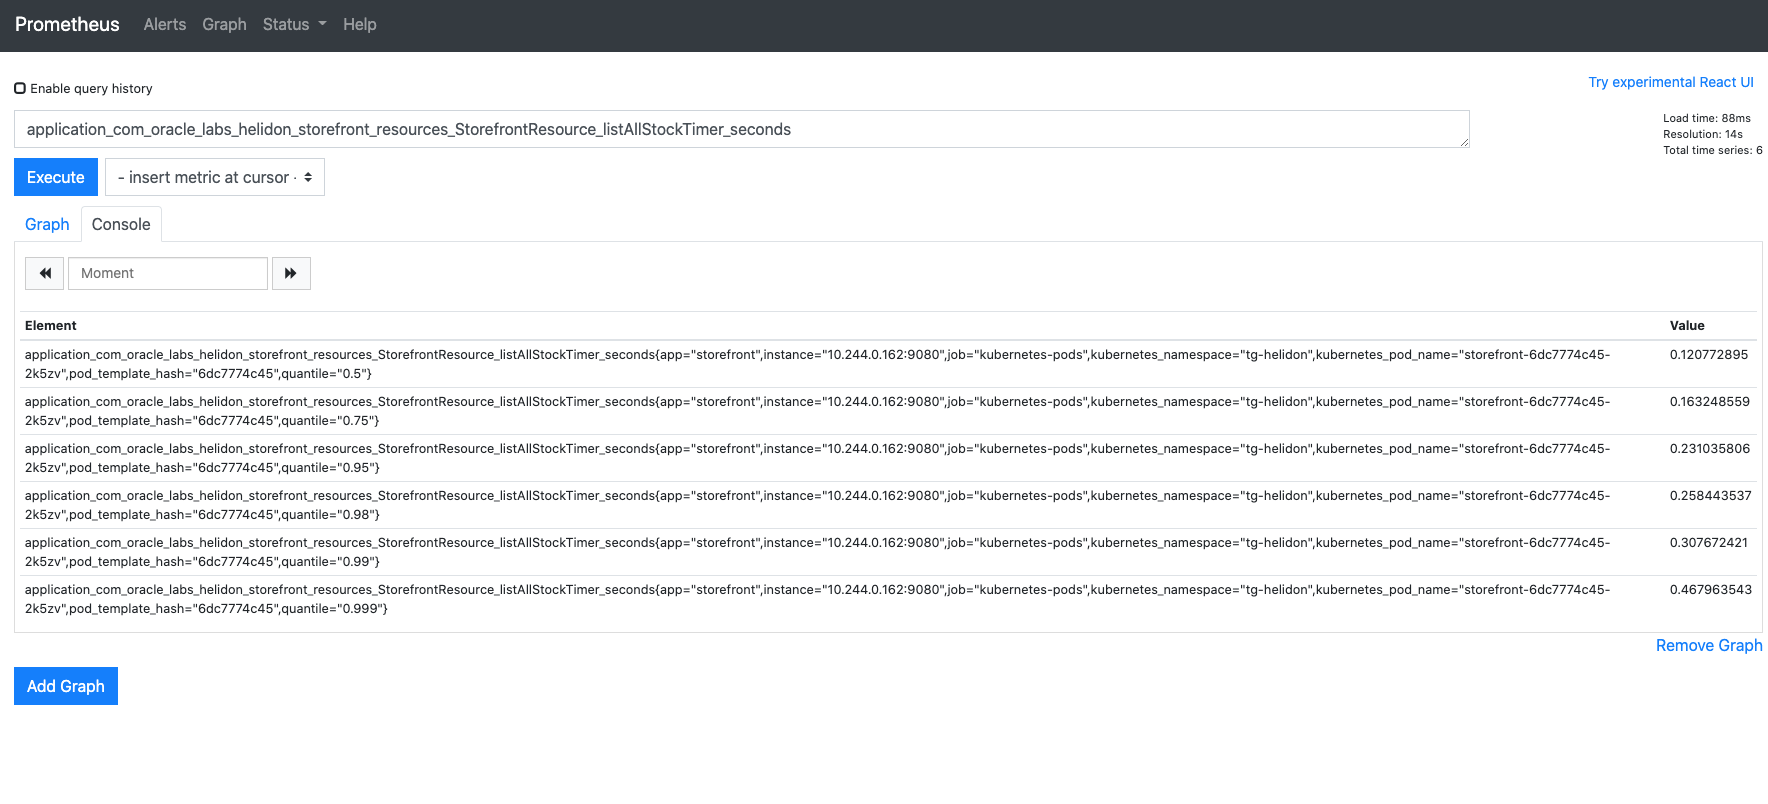 Prometheus Alerts Graph Status Help
Enable query history
Try experimental React UI
application_com_oracle_labs_helidon_storefront_resources_StorefrontResource_listAllStockTimer_seconds
Load time: 88ms
Resolution: 14s
Total time series: 6
Execute - insert metric at cursor -
Graph Console
Moment
Element Value
application_com_oracle_labs_helidon_storefront_resources_StorefrontResource_listAllStockTimer_seconds{app="storefront",instance="10.244.0.162:9080",job="kubernetes-pods",kubernetes_namespace="tg-helidon",kubernetes_pod_name="storefront-6dc7774c45- 0.120772895
2k5zv",pod_template_hash="6dc7774c45",quantile="0.5"}
application_com_oracle_labs_helidon_storefront_resources_StorefrontResource_listAllStockTimer_seconds{app="storefront",instance="10.244.0.162:9080",job="kubernetes-pods",kubernetes_namespace="tg-helidon",kubernetes_pod_name="storefront-6dc7774c45- 0.163248559
2k5zv",pod_template_hash="6dc7774c45",quantile="0.75"}
application_com_oracle_labs_helidon_storefront_resources_StorefrontResource_listAllStockTimer_seconds{app="storefront",instance="10.244.0.162:9080",job="kubernetes-pods",kubernetes_namespace="tg-helidon",kubernetes_pod_name="storefront-6dc7774c45- 0.231035806
2k5zv",pod_template_hash="6dc7774c45",quantile="0.95"}
application_com_oracle_labs_helidon_storefront_resources_StorefrontResource_listAllStockTimer_seconds{app="storefront",instance="10.244.0.162:9080",job="kubernetes-pods",kubernetes_namespace="tg-helidon",kubernetes_pod_name="storefront-6dc7774c45- 0.258443537
2k5zv",pod_template_hash="6dc7774c45",quantile="0.98"}
application_com_oracle_labs_helidon_storefront_resources_StorefrontResource_listAllStockTimer_seconds{app="storefront",instance="10.244.0.162:9080",job="kubernetes-pods",kubernetes_namespace="tg-helidon",kubernetes_pod_name="storefront-6dc7774c45- 0.307672421
2k5zv",pod_template_hash="6dc7774c45",quantile="0.99"}
application_com_oracle_labs_helidon_storefront_resources_StorefrontResource_listAllStockTimer_seconds{app="storefront",instance="10.244.0.162:9080",job="kubernetes-pods",kubernetes_namespace="tg-helidon",kubernetes_pod_name="storefront-6dc7774c45- 0.467963543
2k5zv",pod_template_hash="6dc7774c45",quantile="0.999"}
Remove Graph
Add Graph